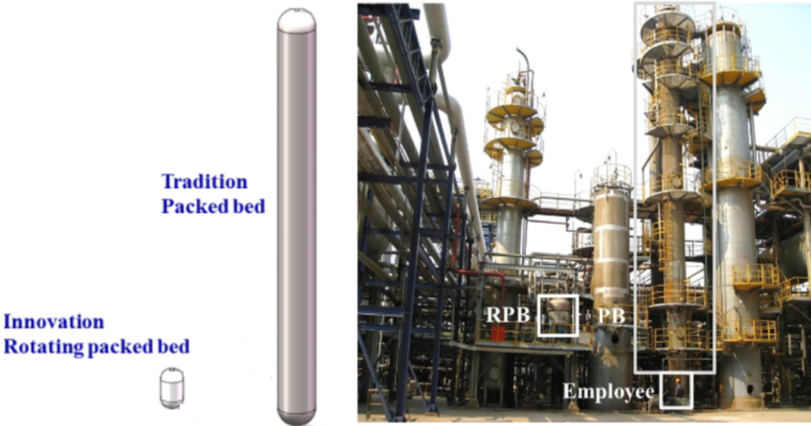 Tradition
Packed bed
Innovation
Rotating packed bed
RPB
PB
Employee